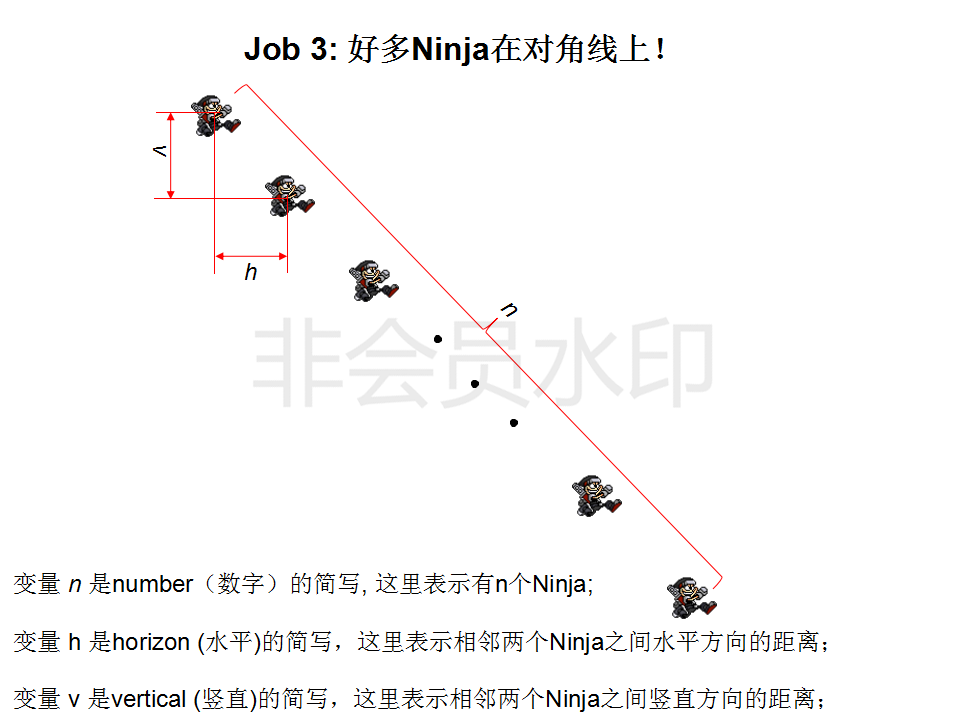 Job 3: 好多Ninja在对角线上！
v
h
n
非会员水印
变量 n 是number（数字）的简写, 这里表示有n个Ninja;
变量 h 是horizon (水平)的简写，这里表示相邻两个Ninja之间水平方向的距离；
变量 v 是vertical (竖直)的简写，这里表示相邻两个Ninja之间竖直方向的距离；